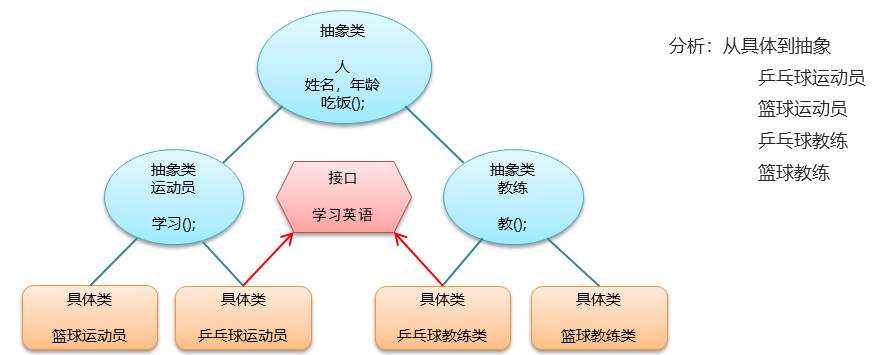 抽象类
人
姓名，年龄
吃饭();
分析：从具体到抽象
乒乓球运动员
篮球运动员
乒乓球教练
篮球教练
抽象类
运动员
学习();
接口
学习英语
抽象类
教练
教();
具体类
篮球运动员
具体类
乒乓球运动员
具体类
乒乓球教练类
具体类
篮球教练类